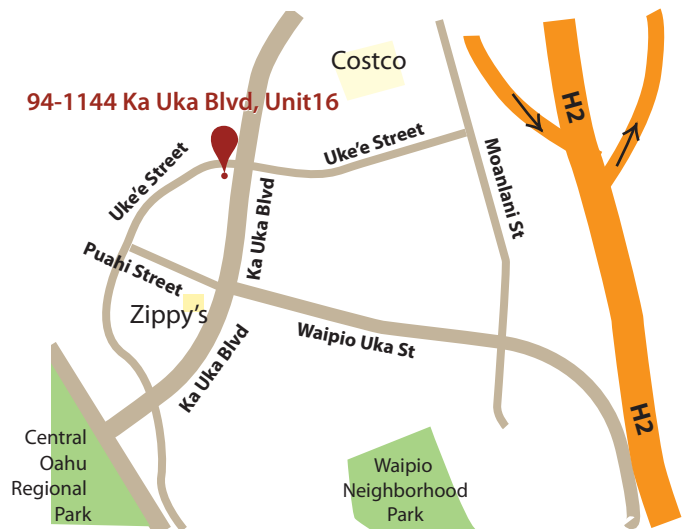 Costco
H2
94-1144 Ka Uka Blvd, Unit16
Uke'e Street
Uke'e Street
Moanlani St
Ka Uka Blvd
Puahi Street
Zippy's
Waipio Uka St
Ka Uka Blvd
H2
Central
Oahu
Regional
Park
Waipio
Neighborhood
Park